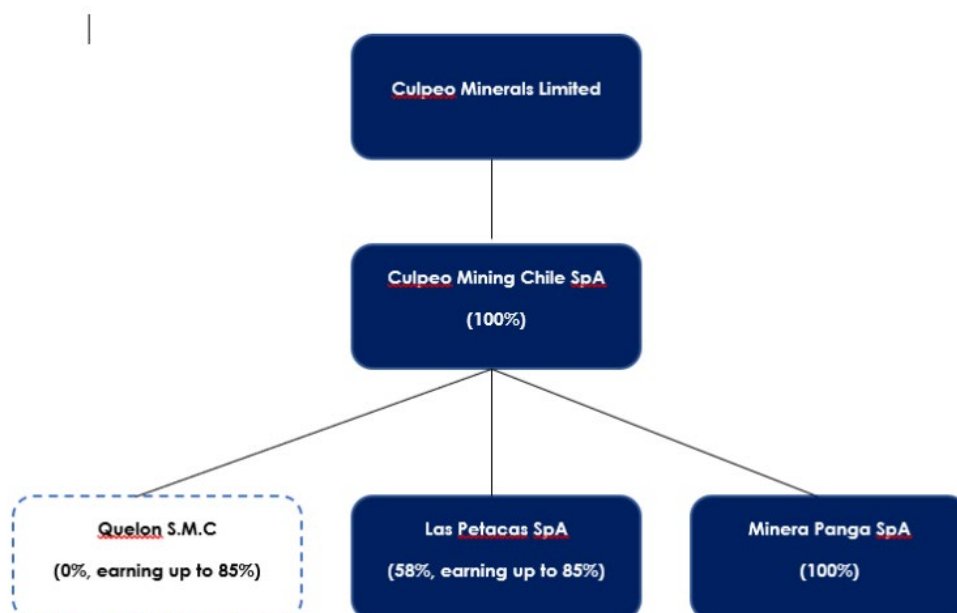 Culpeo Minerals Limited
Culpeo Mining Chile SpA
(100%)
Quelon S.M.C
(0%, earning up to 85%)
Las Petacas SpA
(58%, earning up to 85%)
Minera Panga SpA
(100%)